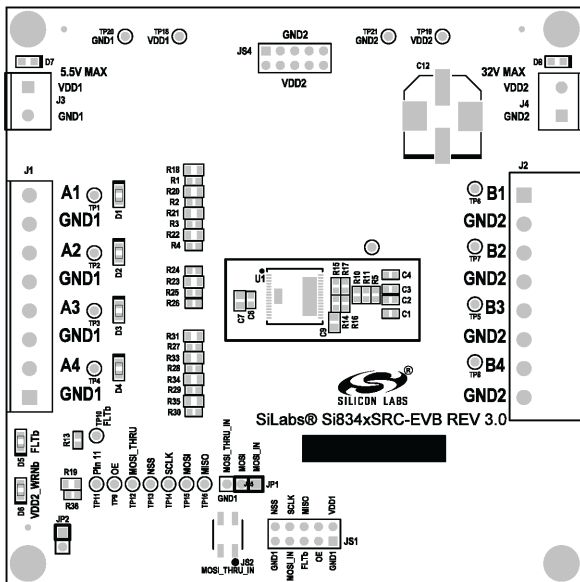 TP20
GND1
TP18
VDD1
GND2
JS4
VDD2
TP21
GND2
TP19
VDD2
D7
5.5V MAX
VDD1
J3
GND1
C12
32V MAX
D8
VDD2
J4
GND2
J1
A1
TP1
D1
GND1
A2
TP2
D2
GND1
A3
TP3
D3
GND1
A4
TP4
D4
GND1
R18
R1
R20
R2
R21
R3
R22
R4
R24
R23
R25
R26
R31
R27
R33
R28
R34
R29
R35
R30
U1
C7
C6
R15
R17
R10
R11
R5
C4
C3
C2
C1
C9
R14
R16
J2
TP6
B1
GND2
TP7
B2
GND2
TP5
B3
GND2
TP8
B4
GND2
SILICON LABS®
SiLabs® Si834xSRC-EVB REV 3.0
D5
FLTb
R13
TP10
FLTb
D6
VDD2_WRNb
R19
R36
JP2
Pfin 11
OE
MOSI_THRU
NSS
SCLK
MOSI
MISO
TP11
TP9
TP12
TP13
TP14
TP15
TP16
MOSI_THRU_IN
MOSI
MOSI_IN
GND1
JP1
JS2
MOSI_THRU_IN
NSS
SCLK
MISO
VDD1
JS1
GND1
MOSI_IN
FLTb
OE
GND1